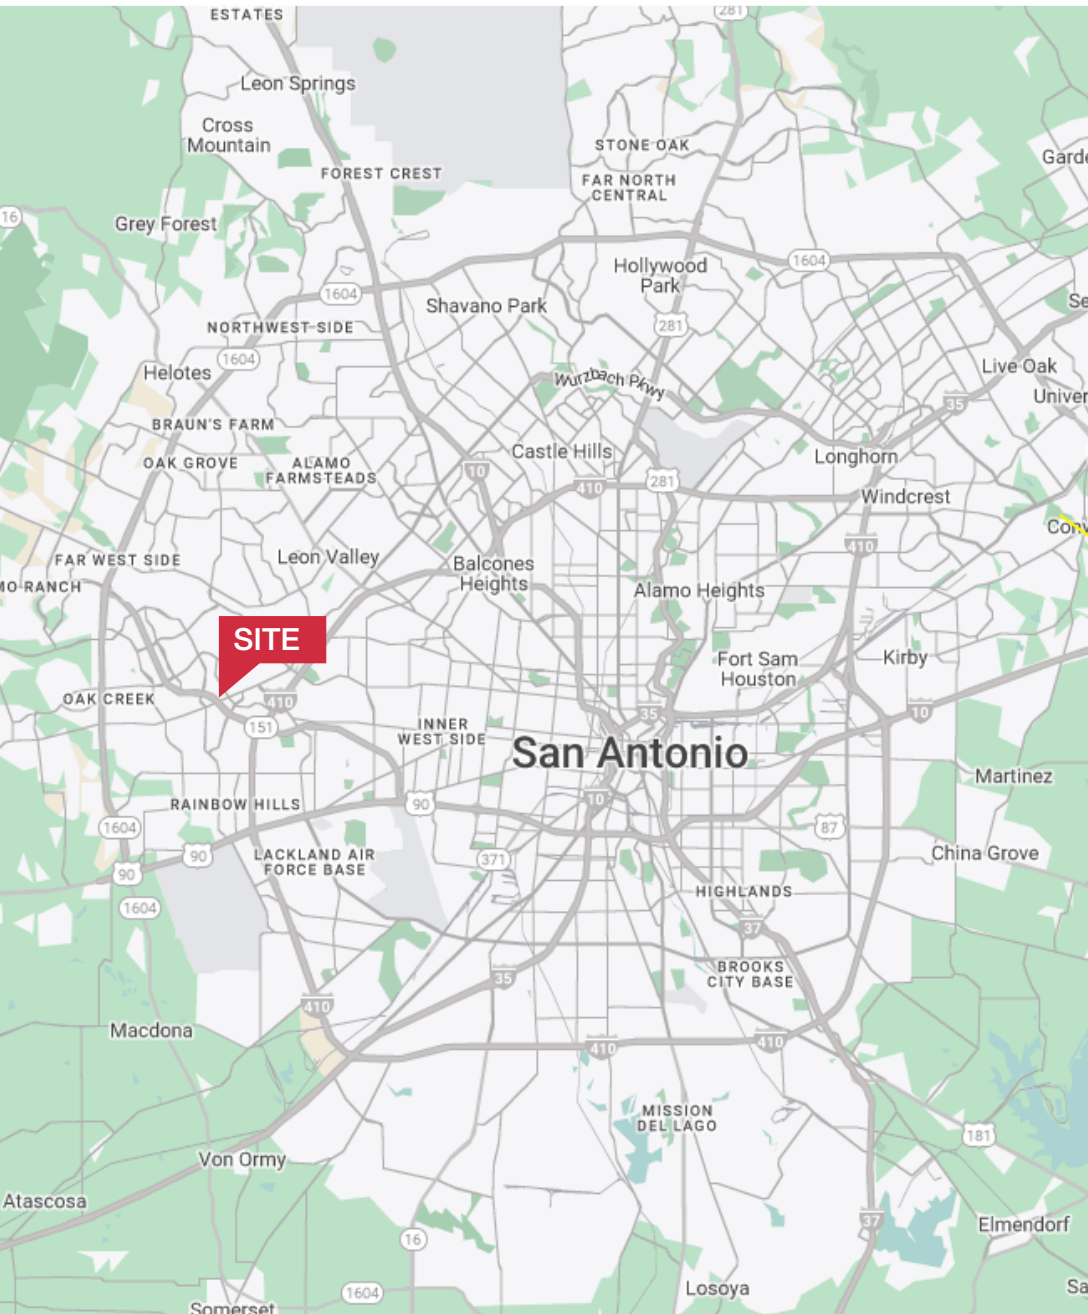 ESTATES
281
Leon Springs
Cross
Mountain
STONE OAK
Garde
FOREST CREST
FAR NORTH
CENTRAL
16
Grey Forest
1604
Hollywood
Park
1604
Shavano Park
Se
NORTHWEST SIDE
281
1604
Helotes
Live Oak
Wurzbach Pkwy
Univer
35
BRAUN'S FARM
Castle Hills
Longhorn
OAK GROVE
ALAMO
FARMSTEADS
10
410
281
Windcrest
Conv
410
FAR WEST SIDE
Leon Valley
Balcones
Heights
MO RANCH
Alamo Heights
SITE
Fort Sam
Houston
Kirby
OAK CREEK
410
35
10
151
INNER
WEST SIDE
San Antonio
Martinez
RAINBOW HILLS
90
10
1604
87
90
LACKLAND AIR
FORCE BASE
371
China Grove
90
HIGHLANDS
1604
37
BROOKS
CITY BASE
35
410
Macdona
410
410
MISSION
DEL LAGO
181
Von Ormy
Atascosa
37
Elmendorf
16
1604
Losoya
Sa
Somerset